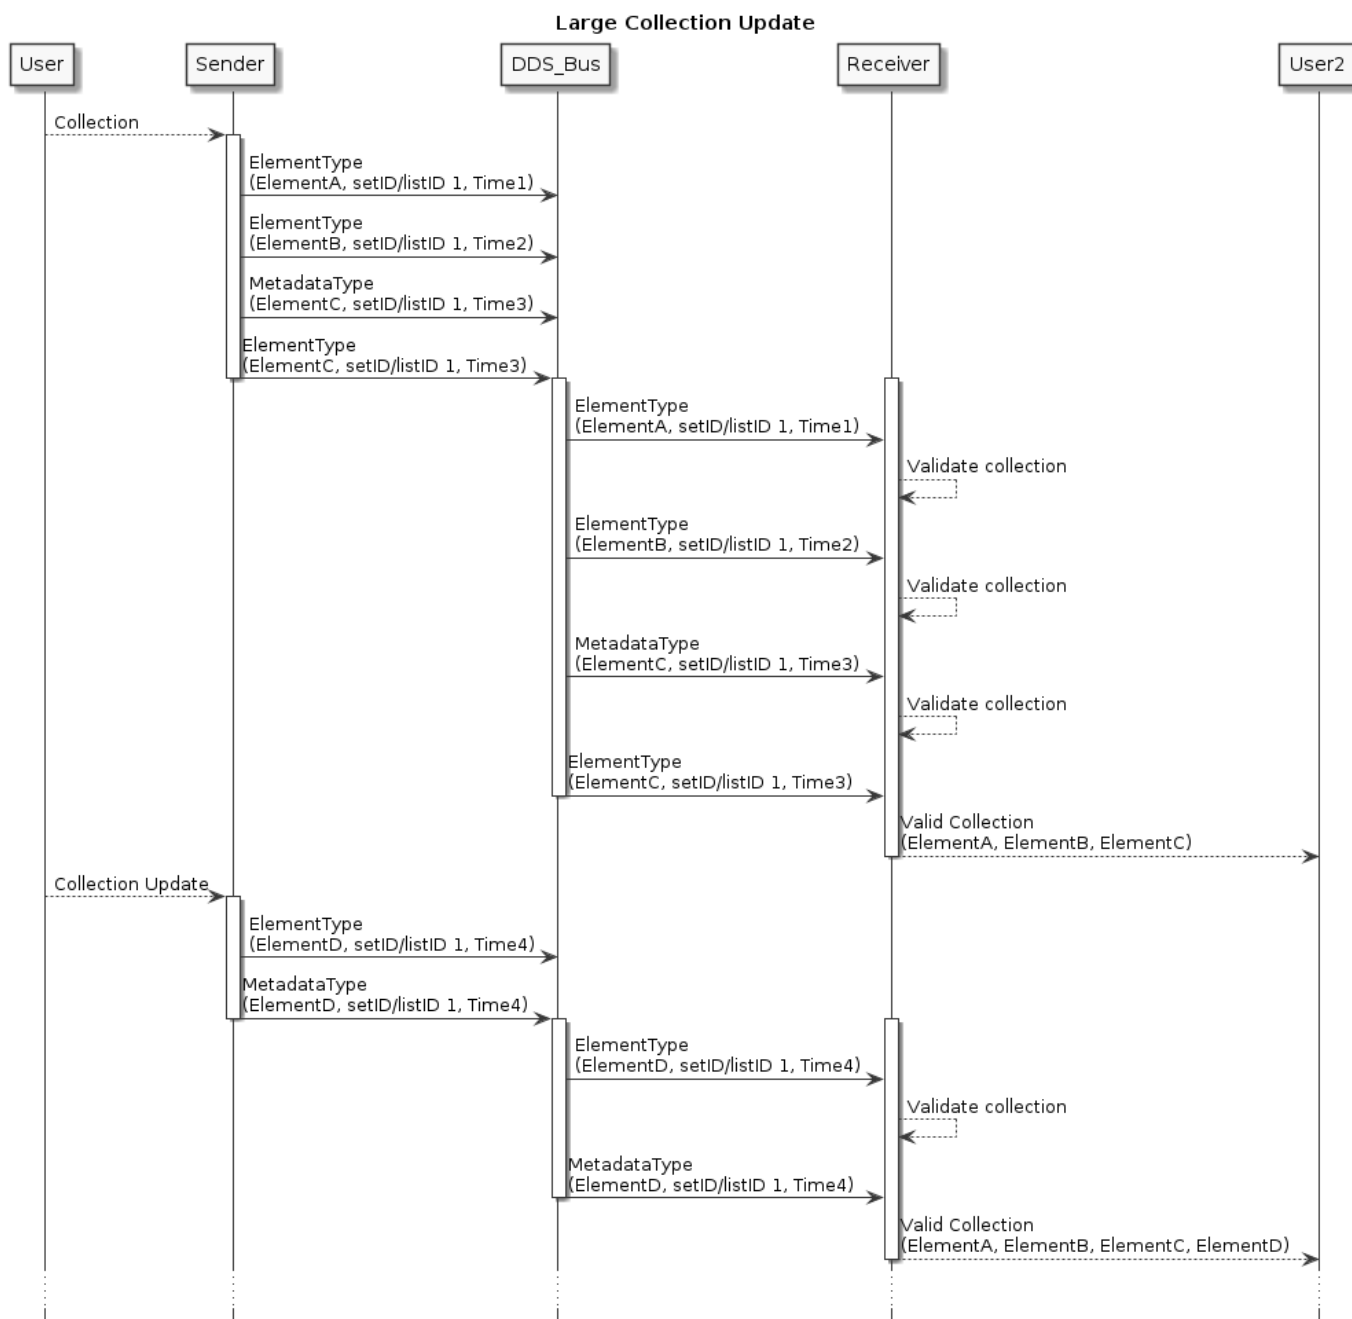 Large Collection Update
User
Sender
DDS_Bus
Receiver
User2
Collection
ElementType
(ElementA, setID/listID 1, Time1)
ElementType
(ElementB, setID/listID 1, Time2)
MetadataType
(ElementC, setID/listID 1, Time3)
ElementType
(ElementC, setID/listID 1, Time3)
ElementType
(ElementA, setID/listID 1, Time1)
Validate collection
ElementType
(ElementB, setID/listID 1, Time2)
Validate collection
MetadataType
(ElementC, setID/listID 1, Time3)
Validate collection
ElementType
(ElementC, setID/listID 1, Time3)
Valid Collection
(ElementA, ElementB, ElementC)
Collection Update
ElementType
(ElementD, setID/listID 1, Time4)
MetadataType
(ElementD, setID/listID 1, Time4)
ElementType
(ElementD, setID/listID 1, Time4)
Validate collection
MetadataType
(ElementD, setID/listID 1, Time4)
Valid Collection
(ElementA, ElementB, ElementC, ElementD)